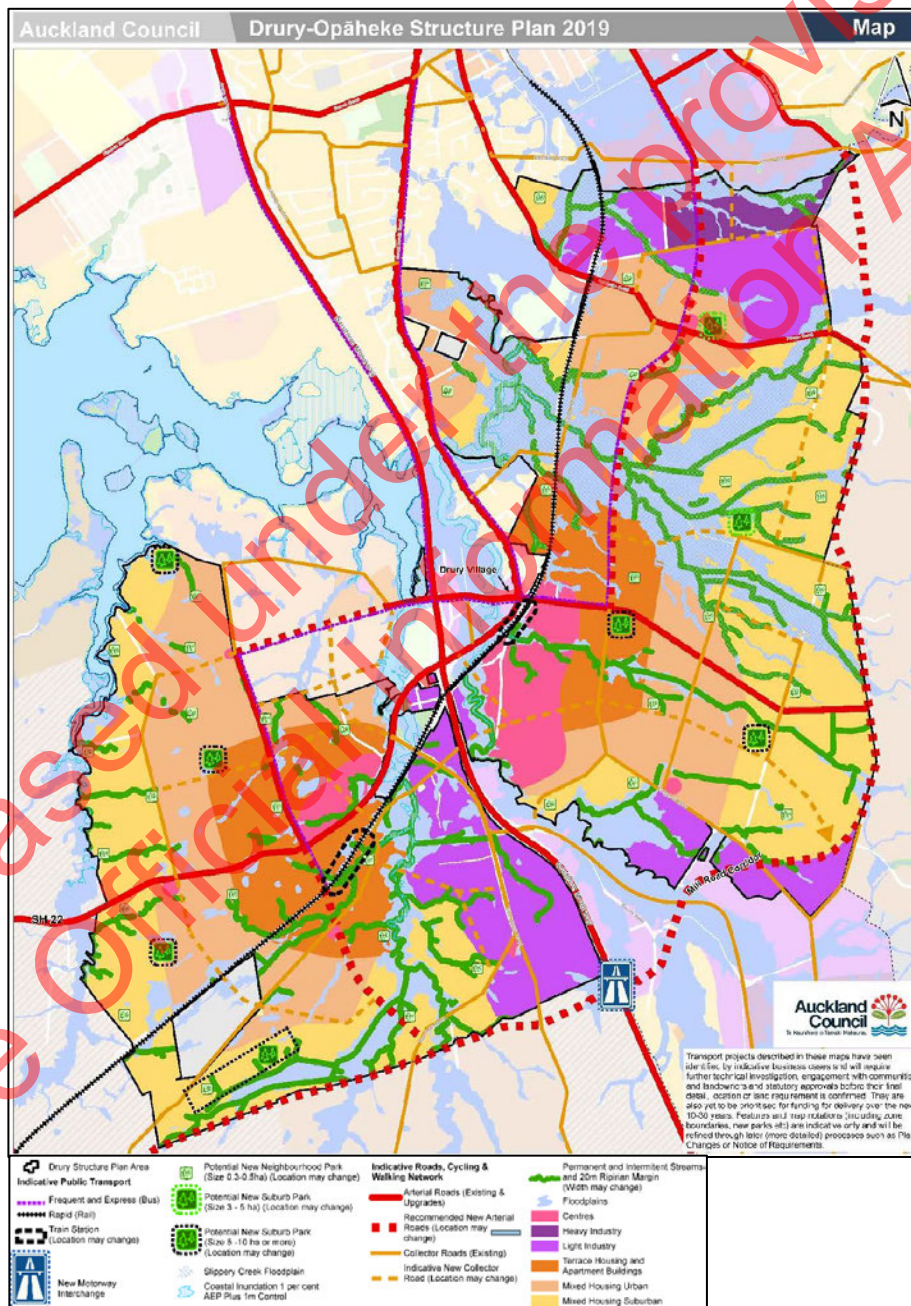 Auckland Council
Drury-Opāheke Structure Plan 2019
Map
N
Drury Village
Mill Road Corridor
SH 22
Auckland
Council
Te Kaunihera o Tāmaki Makaurau
Transport projects described in these maps have been
identified by indicative business cases and will require
further technical investigation, engagement with communitie
and landowners and statutory approvals before their final
detail, location or land requirement is confirmed. They are
also yet to be prioritised for funding for delivery over the nex
10-30 years. Features and map notations (including zone
boundaries, new parks etc) are indicative only and will be
refined through later (more detailed) processes such as Pla
Changes or Notice of Requirements.
Drury Structure Plan Area
Indicative Public Transport
Frequent and Express (Bus)
Rapid (Rail)
Train Station
(Location may change)
New Motorway
Interchange
Potential New Neighbourhood Park
(Size 0.3-0.5ha) (Location may change)
Potential New Suburb Park
(Size 3 - 5 ha) (Location may change)
Potential New Suburb Park
(Size 5 -10 ha or more)
(Location may change)
Slippery Creek Floodplain
Coastal Inundation 1 per cent
AEP Plus 1m Control
Indicative Roads, Cycling &
Walking Network
Arterial Roads (Existing &
Upgrades)
Recommended New Arterial
Roads (Location may
change)
Collector Roads (Existing)
Indicative New Collector
Road (Location may change)
Permanent and Intermitent Streams
and 20m Ripirian Margin
(Width may change)
Floodplains
Centres
Heavy Industry
Light Industry
Terrace Housing and
Apartment Buildings
Mixed Housing Urban
Mixed Housing Suburban
ased under the provis
e Official Information A